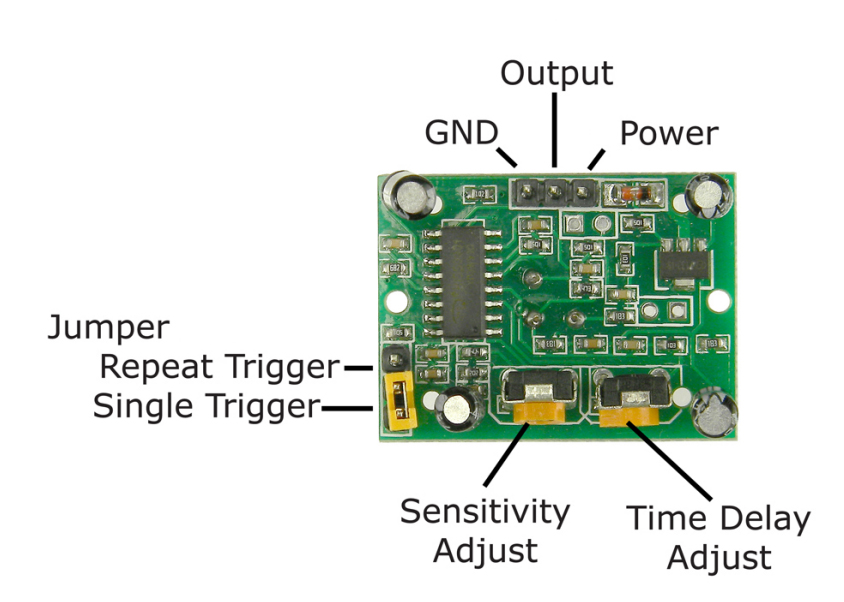 Output
GND
Power
Jumper
Repeat Trigger
Single Trigger
Sensitivity
Adjust
Time Delay
Adjust